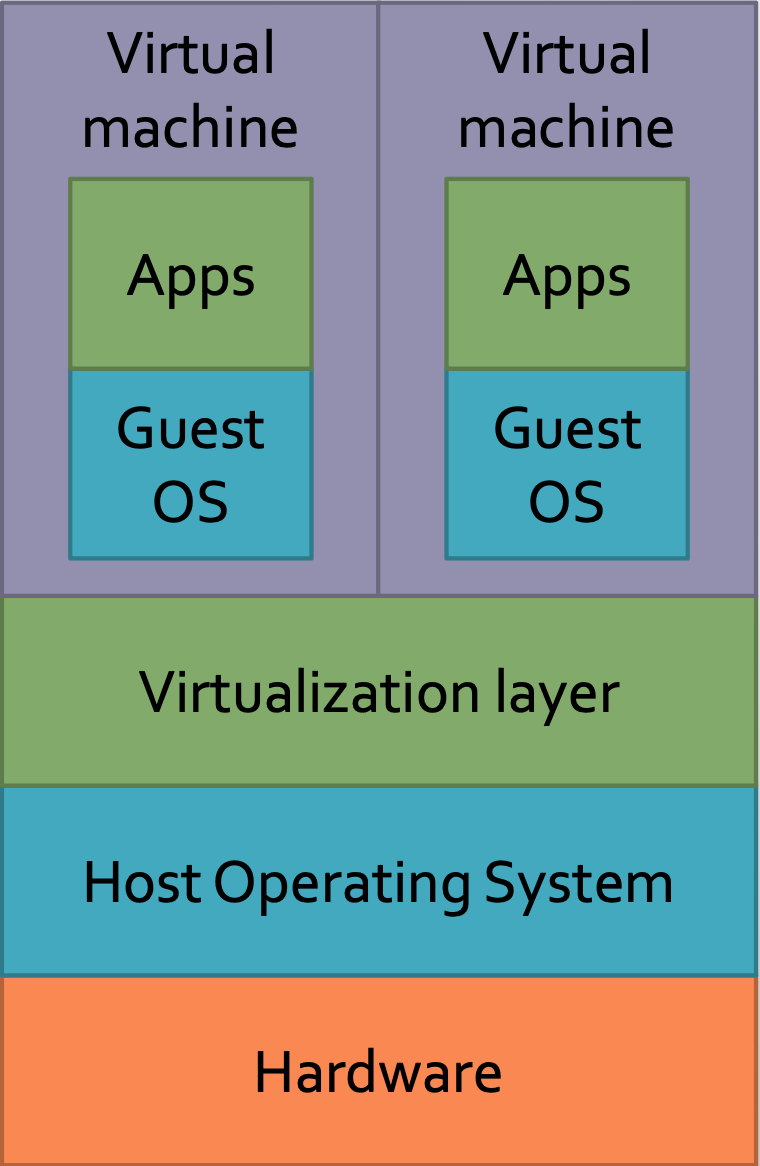 Virtual
machine
Apps
Guest
OS
Virtual
machine
Apps
Guest
OS
Virtualization layer
Host Operating System
Hardware